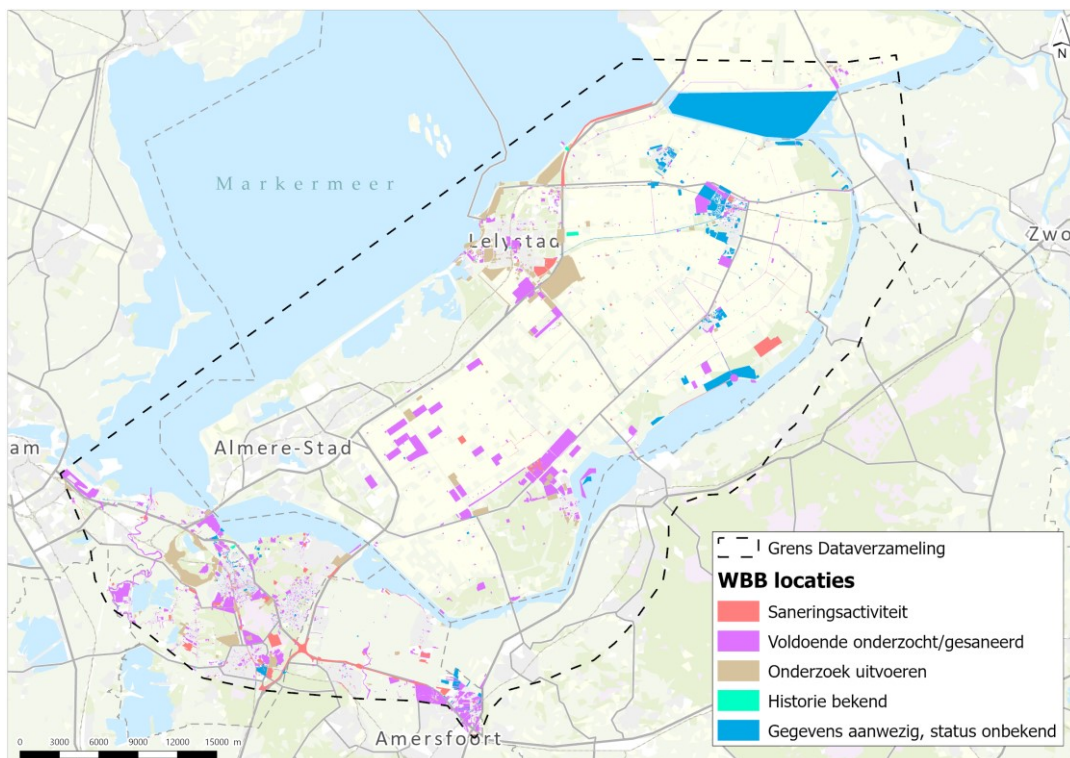 N
Markermeer
Lelystad
Zwo
Almere-Stad
am
Amersfoort
Grens Dataverzameling
WBB locaties
Saneringsactiviteit
Voldoende onderzocht/gesaneerd
Onderzoek uitvoeren
Historie bekend
Gegevens aanwezig, status onbekend
0 3000 6000 9000 12000 15000 m